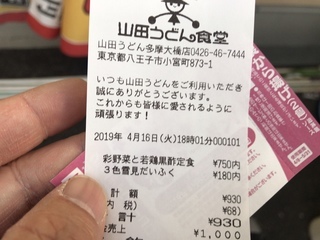 山田うどん食堂
山田うどん多摩大橋店0426-46-7444
東京都八王子市小宮町873-1
いつも山田うどんをご利用いただき
誠にありがとうございます。
これからも皆様に愛されるように
頑張ります！
2019年 4月16日(火)18時01分000101
彩野菜と若鶏黒酢定食 ¥750内
3色雪見だいふく ¥180内
計 額 ¥930
内 税) ¥68)
言十 ¥930
金売上 ¥1,000